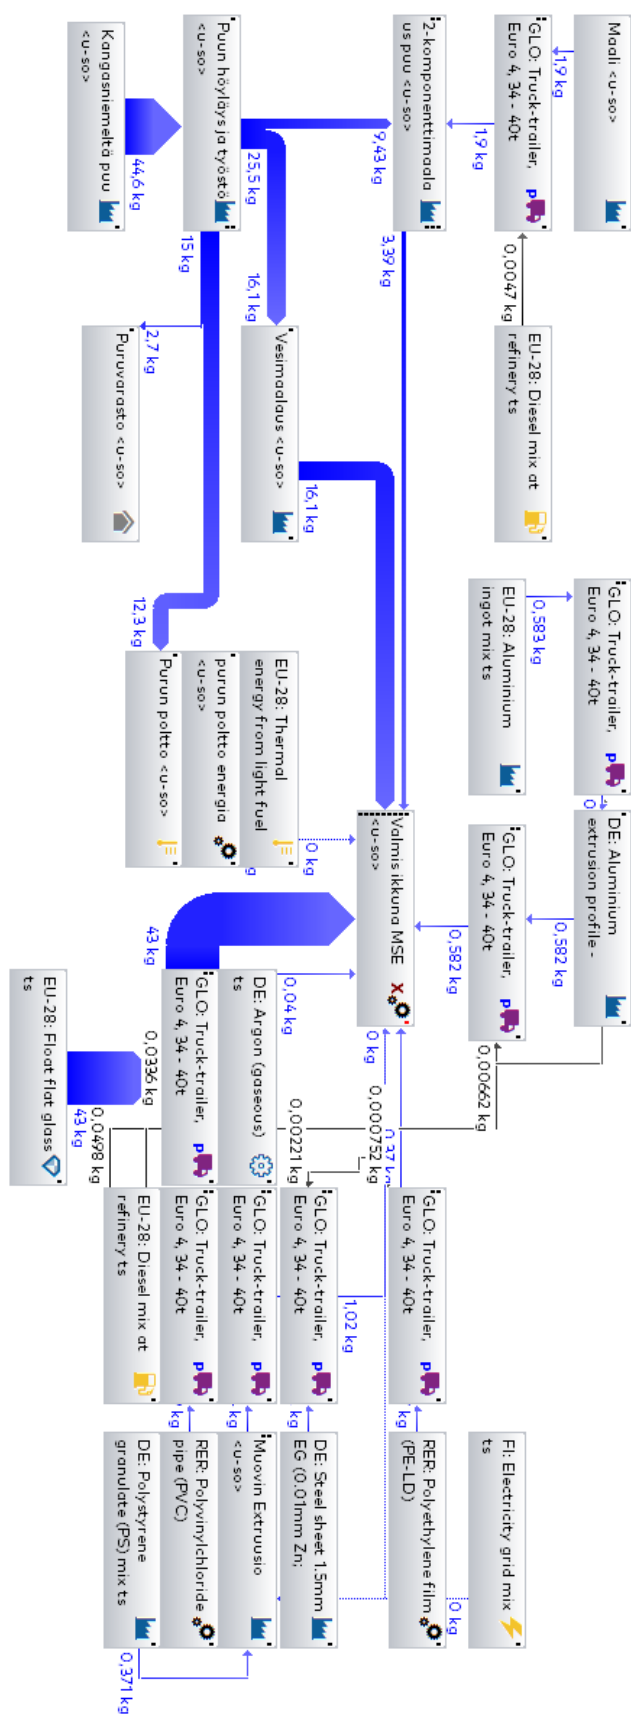 Maali <u-so>
1,9 kg
GLO: Truck-trailer,
Euro 4, 34 - 40t
1,9 kg
0,0047 kg
EU-28: Diesel mix at
refinery ts
2-komponenttimaala
us puu <u-so>
9,43 kg
3,39 kg
Puun höyläys ja työstö
<u-so>
25,5 kg
15 kg
Kangasniemeltä puu
<u-so>
44,6 kg
16,1 kg
Vesimaalaus <u-so>
16,1 kg
2,7 kg
Puruvarasto <u-so>
12,3 kg
GLO: Truck-trailer,
Euro 4, 34 - 40t
0,583 kg
EU-28: Aluminium
ingot mix ts
0
DE: Aluminium
extrusion profile -
0,582 kg
GLO: Truck-trailer,
Euro 4, 34 - 40t
0,582 kg
0,00662 kg
Valmis ikkuna MSE
<u-so>
0 kg
0 kg
EU-28: Thermal
energy from light fuel
purun poltto energia
<u-so>
Purun poltto <u-so>
43 kg
0,04 kg
DE: Argon (gaseous)
ts
GLO: Truck-trailer,
Euro 4, 34 - 40t
EU-28: Float flat glass
ts
43 kg
0,0336 kg
0,0498 kg
0,00221 kg
0,000752 kg
GLO: Truck-trailer,
Euro 4, 34 - 40t
1,02 kg
GLO: Truck-trailer,
Euro 4, 34 - 40t
GLO: Truck-trailer,
Euro 4, 34 - 40t
GLO: Truck-trailer,
Euro 4, 34 - 40t
EU-28: Diesel mix at
refinery ts
FI: Electricity grid mix
ts
0 kg
RER: Polyethylene film
(PE-LD)
kg
DE: Steel sheet 1.5mm
EG (0.01mm Zn;
kg
Muovin Extruusio
<u-so>
kg
RER: Polyvinylchloride
pipe (PVC)
kg
DE: Polystyrene
granulate (PS) mix ts
0,371 kg